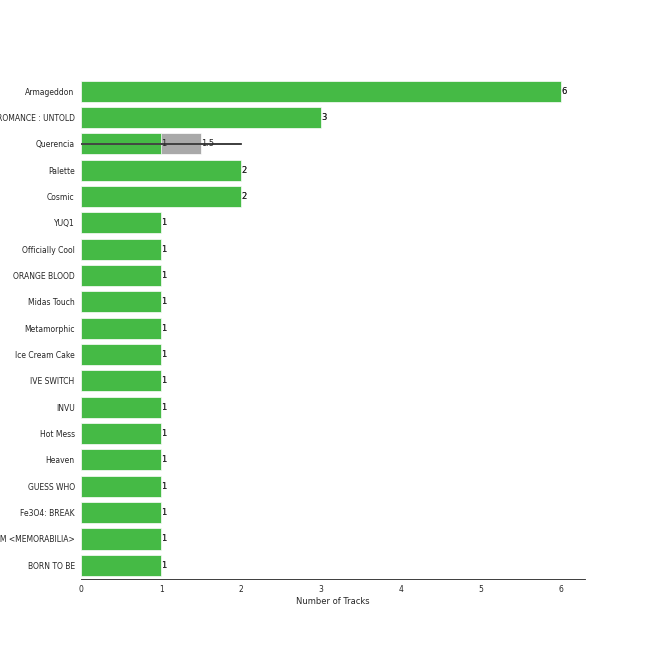 Armageddon 6
ROMANCE : UNTOLD 3
Querencia 1 1.5
Palette 2
Cosmic 2
YUQ1 1
Officially Cool 1
ORANGE BLOOD 1
Midas Touch 1
Metamorphic 1
Ice Cream Cake 1
IVE SWITCH 1
INVU 1
Hot Mess 1
Heaven 1
GUESS WHO 1
Fe3O4: BREAK 1
M <MEMORABILIA> 1
BORN TO BE 1
0 1 2 3 4 5 6
Number of Tracks